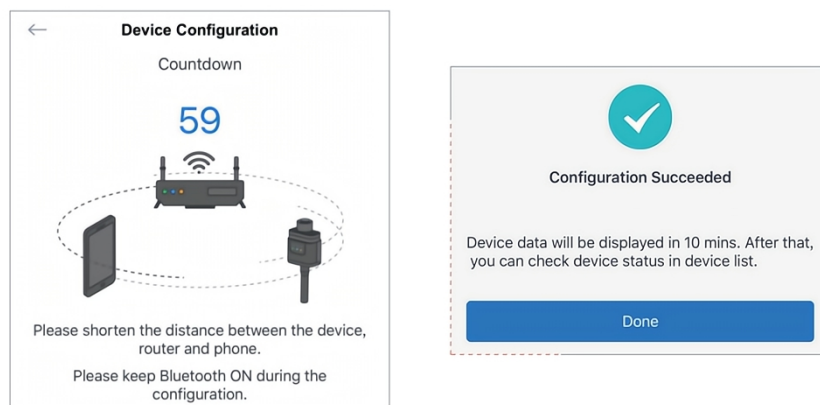 Device Configuration
Countdown
59
Please shorten the distance between the device,
router and phone.
Please keep Bluetooth ON during the
configuration.
Configuration Succeeded
Device data will be displayed in 10 mins. After that,
you can check device status in device list.
Done